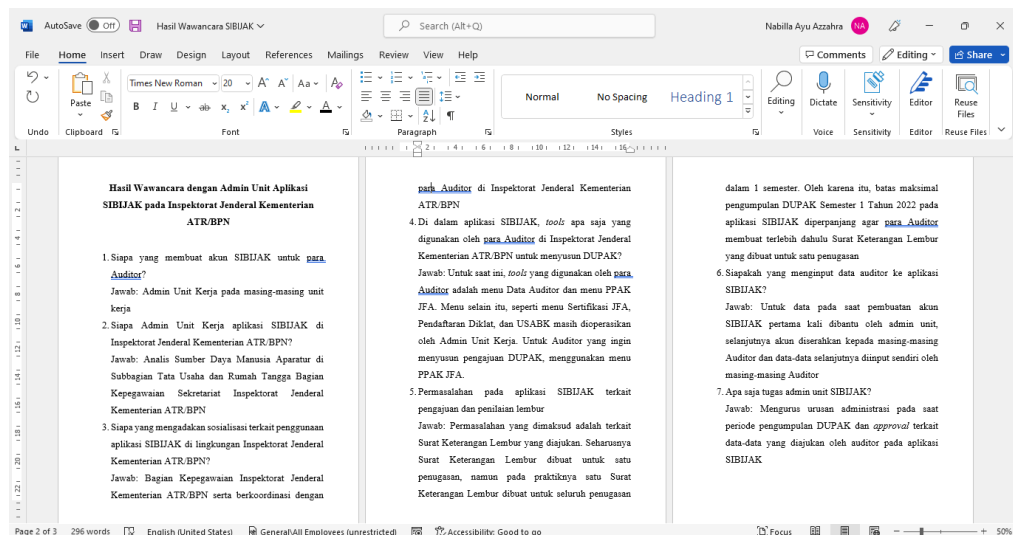 AutoSave Off Hasil Wawancara SIBIJAK Search (Alt+Q) Nabilla Ayu Azzahra NA
File Home Insert Draw Design Layout References Mailings Review View Help Comments Editing Share
Times New Roman 20
Paste
Normal No Spacing Heading 1
Editing Dictate Sensitivity Editor Reuse Files
Undo Clipboard Font Paragraph Styles Voice Sensitivity Editor Reuse Files
Hasil Wawancara dengan Admin Unit Aplikasi
SIBIJAK pada Inspektorat Jenderal Kementerian
ATR/BPN
1. Siapa yang membuat akun SIBIJAK untuk para
Auditor?
Jawab: Admin Unit Kerja pada masing-masing unit
kerja
2. Siapa Admin Unit Kerja aplikasi SIBIJAK di
Inspektorat Jenderal Kementerian ATR/BPN?
Jawab: Analis Sumber Daya Manusia Aparatur di
Subbagian Tata Usaha dan Rumah Tangga Bagian
Kepegawaian Sekretariat Inspektorat Jenderal
Kementerian ATR/BPN
3. Siapa yang mengadakan sosialisasi terkait penggunaan
aplikasi SIBIJAK di lingkungan Inspektorat Jenderal
Kementerian ATR/BPN?
Jawab: Bagian Kepegawaian Inspektorat Jenderal
Kementerian ATR/BPN serta berkoordinasi dengan
para Auditor di Inspektorat Jenderal Kementerian
ATR/BPN
4. Di dalam aplikasi SIBIJAK, tools apa saja yang
digunakan oleh para Auditor di Inspektorat Jenderal
Kementerian ATR/BPN untuk menyusun DUPAK?
Jawab: Untuk saat ini, tools yang digunakan oleh para
Auditor adalah menu Data Auditor dan menu PPAK
JFA. Menu selain itu, seperti menu Sertifikasi JFA,
Pendaftaran Diklat, dan USABK masih dioperasikan
oleh Admin Unit Kerja. Untuk Auditor yang ingin
menyusun pengajuan DUPAK, menggunakan menu
PPAK JFA.
5. Permasalahan pada aplikasi SIBIJAK terkait
pengajuan dan penilaian lembur
Jawab: Permasalahan yang dimaksud adalah terkait
Surat Keterangan Lembur yang diajukan. Seharusnya
Surat Keterangan Lembur dibuat untuk satu
penugasan, namun pada praktiknya satu Surat
Keterangan Lembur dibuat untuk seluruh penugasan
dalam 1 semester. Oleh karena itu, batas maksimal
pengumpulan DUPAK Semester 1 Tahun 2022 pada
aplikasi SIBIJAK diperpanjang agar para Auditor
membuat terlebih dahulu Surat Keterangan Lembur
yang dibuat untuk satu penugasan
6. Siapakah yang menginput data auditor ke aplikasi
SIBIJAK?
Jawab: Untuk data pada saat pembuatan akun
SIBIJAK pertama kali dibantu oleh admin unit,
selanjutnya akun diserahkan kepada masing-masing
Auditor dan data-data selanjutnya diinput sendiri oleh
masing-masing Auditor
7. Apa saja tugas admin unit SIBIJAK?
Jawab: Mengurus urusan administrasi pada saat
periode pengumpulan DUPAK dan approval terkait
data-data yang diajukan oleh auditor pada aplikasi
SIBIJAK
Page 2 of 3 296 words English (United States) General\All Employees (unrestricted) Accessibility: Good to go Focus 50%